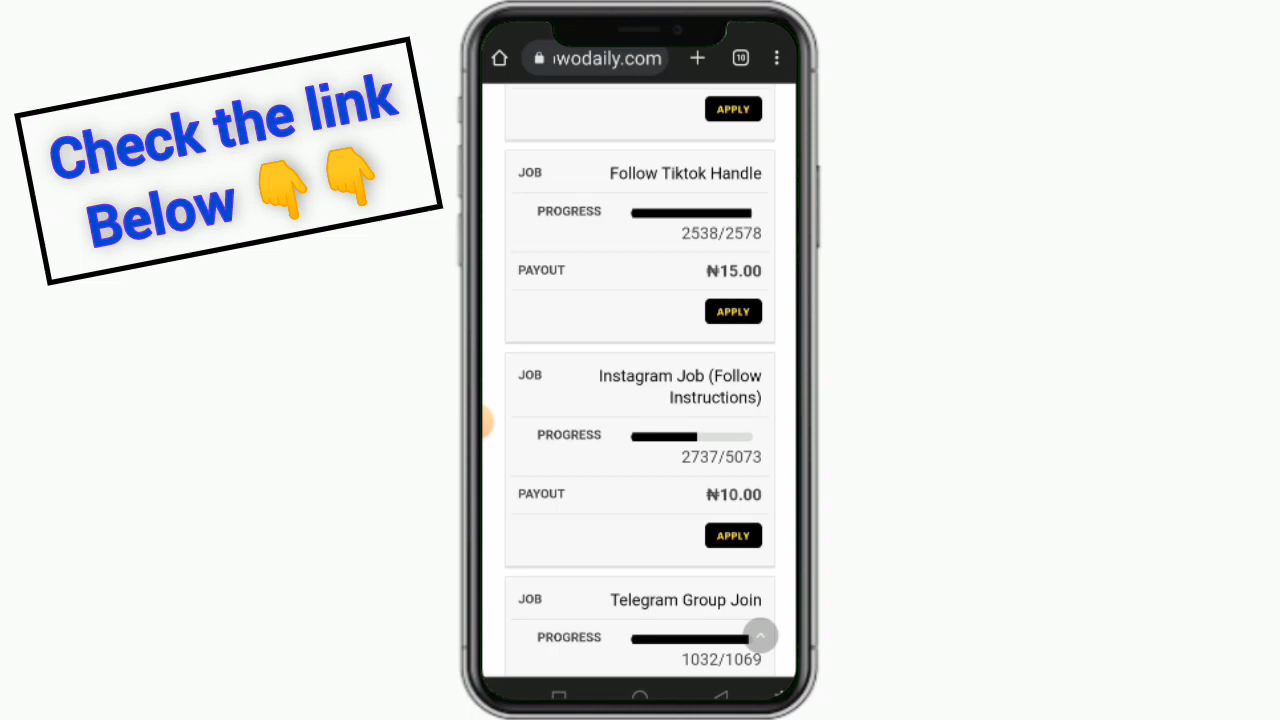 Check the link
Below 👇👇
wodaily.com
10
APPLY
JOB Follow Tiktok Handle
PROGRESS
2538/2578
PAYOUT ₦15.00
APPLY
JOB Instagram Job (Follow
Instructions)
PROGRESS
2737/5073
PAYOUT ₦10.00
APPLY
JOB Telegram Group Join
PROGRESS
1032/1069